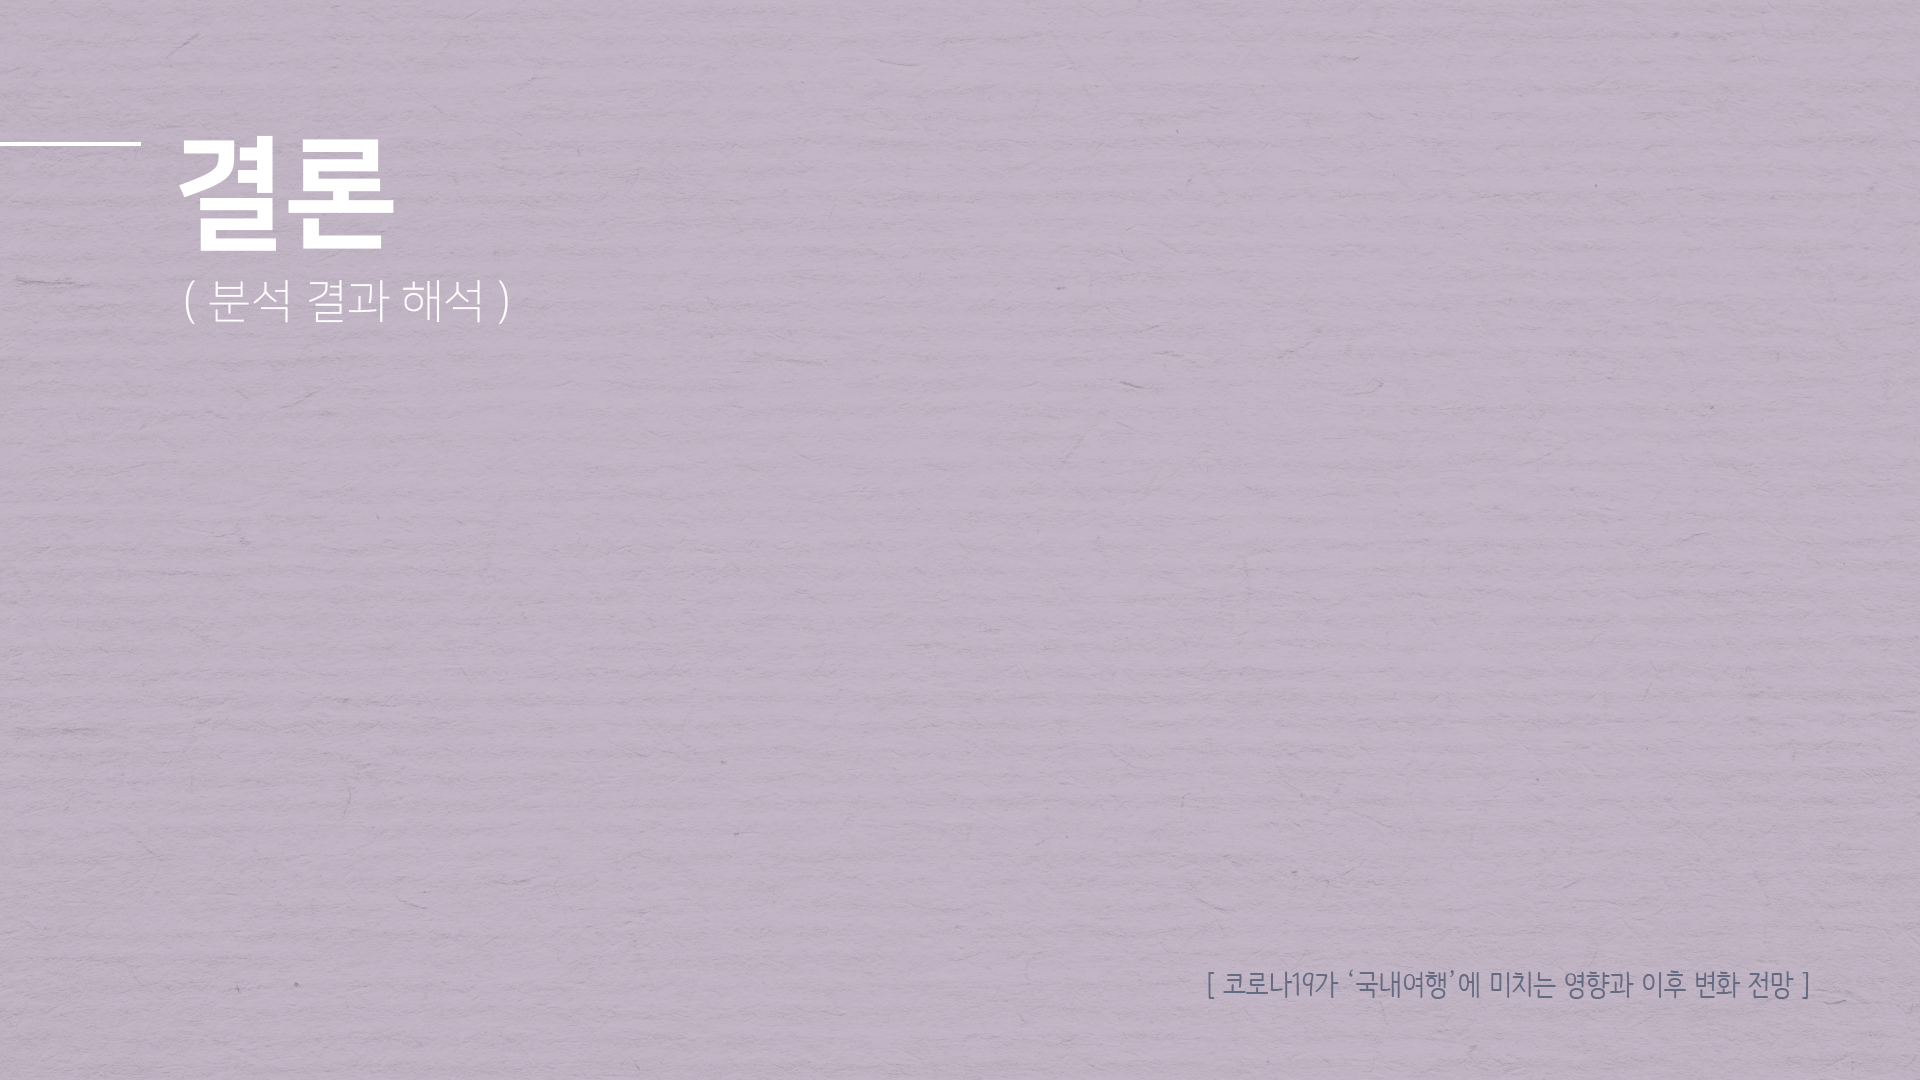 결론
( 분석 결과 해석 )
[ 코로나19가 ‘국내여행’에 미치는 영향과 이후 변화 전망 ]